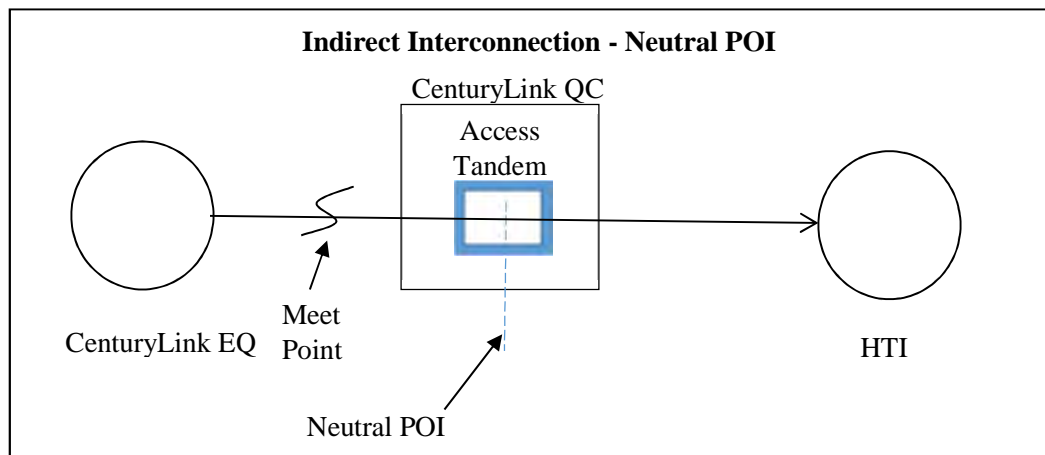 Indirect Interconnection - Neutral POI
CenturyLink QC
Access
Tandem
Meet
Point
CenturyLink EQ
HTI
Neutral POI